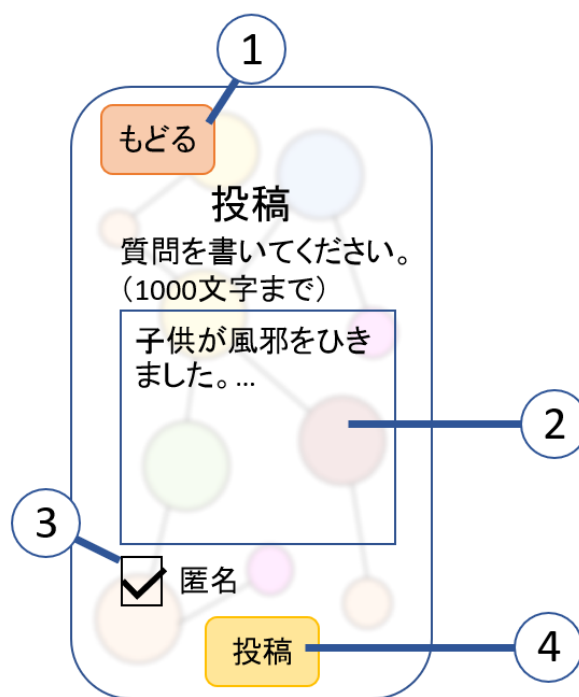 1
もどる
投稿
質問を書いてください。
（1000文字まで）
子供が風邪をひき
ました。...
2
3
匿名
投稿
4